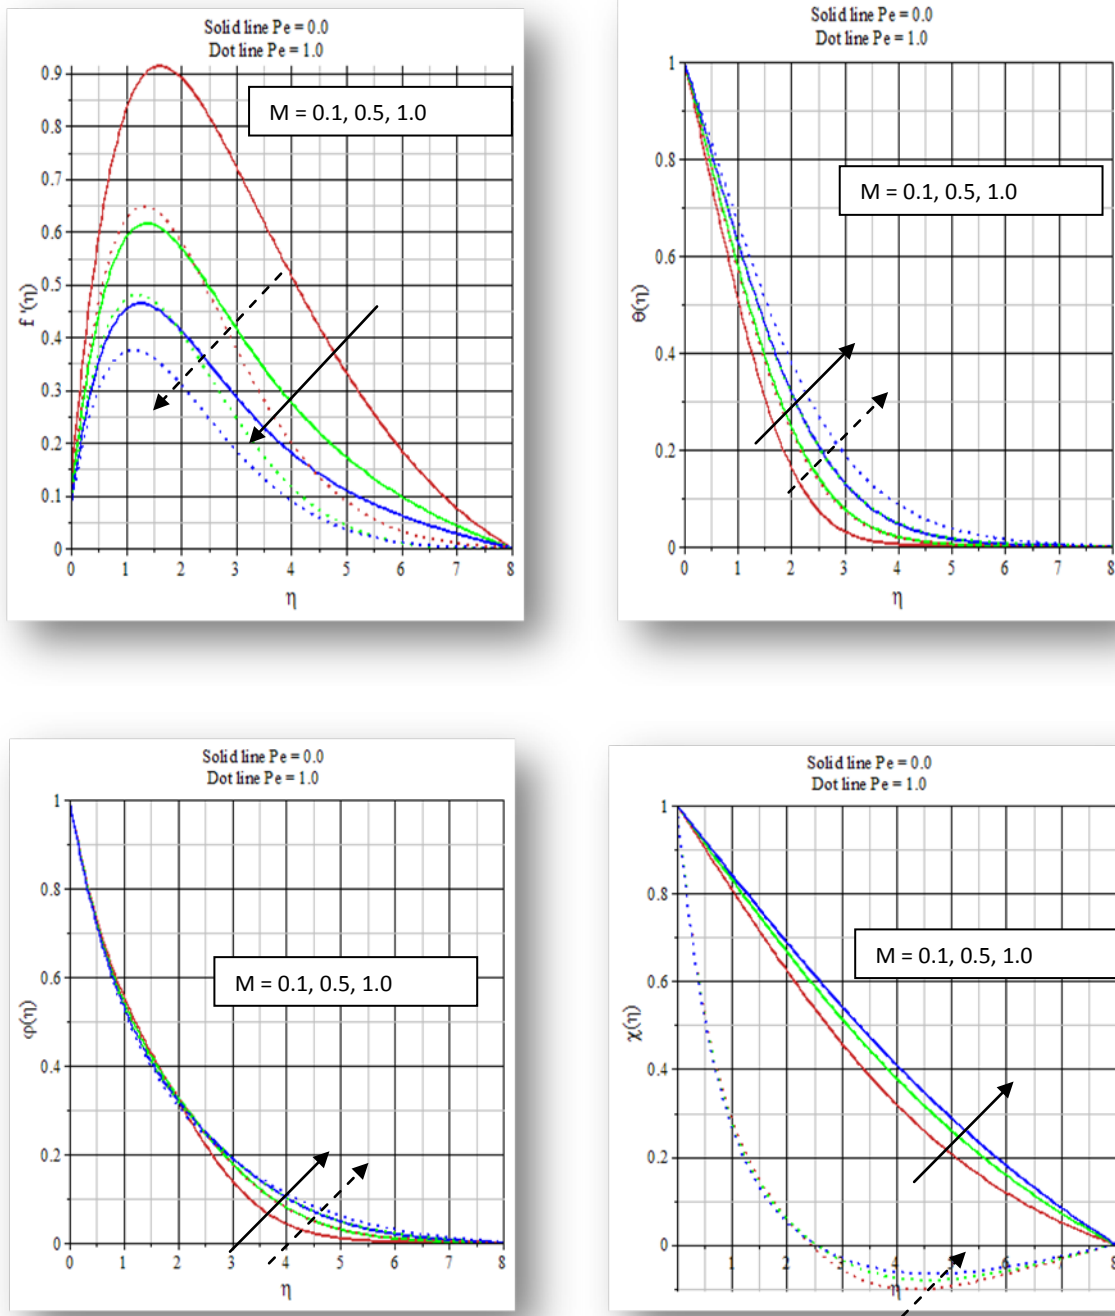 Solid line Pe = 0.0
Dot line Pe = 1.0
M = 0.1, 0.5, 1.0
0.9
0.8
0.7
0.6
0.5
0.4
0.3
0.2
0.1
0
f '(η)
0 1 2 3 4 5 6 7 8
η
Solid line Pe = 0.0
Dot line Pe = 1.0
M = 0.1, 0.5, 1.0
1
0.8
0.6
0.4
0.2
0
θ(η)
0 1 2 3 4 5 6 7 8
η
Solid line Pe = 0.0
Dot line Pe = 1.0
M = 0.1, 0.5, 1.0
1
0.8
0.6
0.4
0.2
0
φ(η)
0 1 2 3 4 5 6 7 8
η
Solid line Pe = 0.0
Dot line Pe = 1.0
M = 0.1, 0.5, 1.0
1
0.8
0.6
0.4
0.2
0
χ(η)
1 2 3 4 5 6 7 8
η